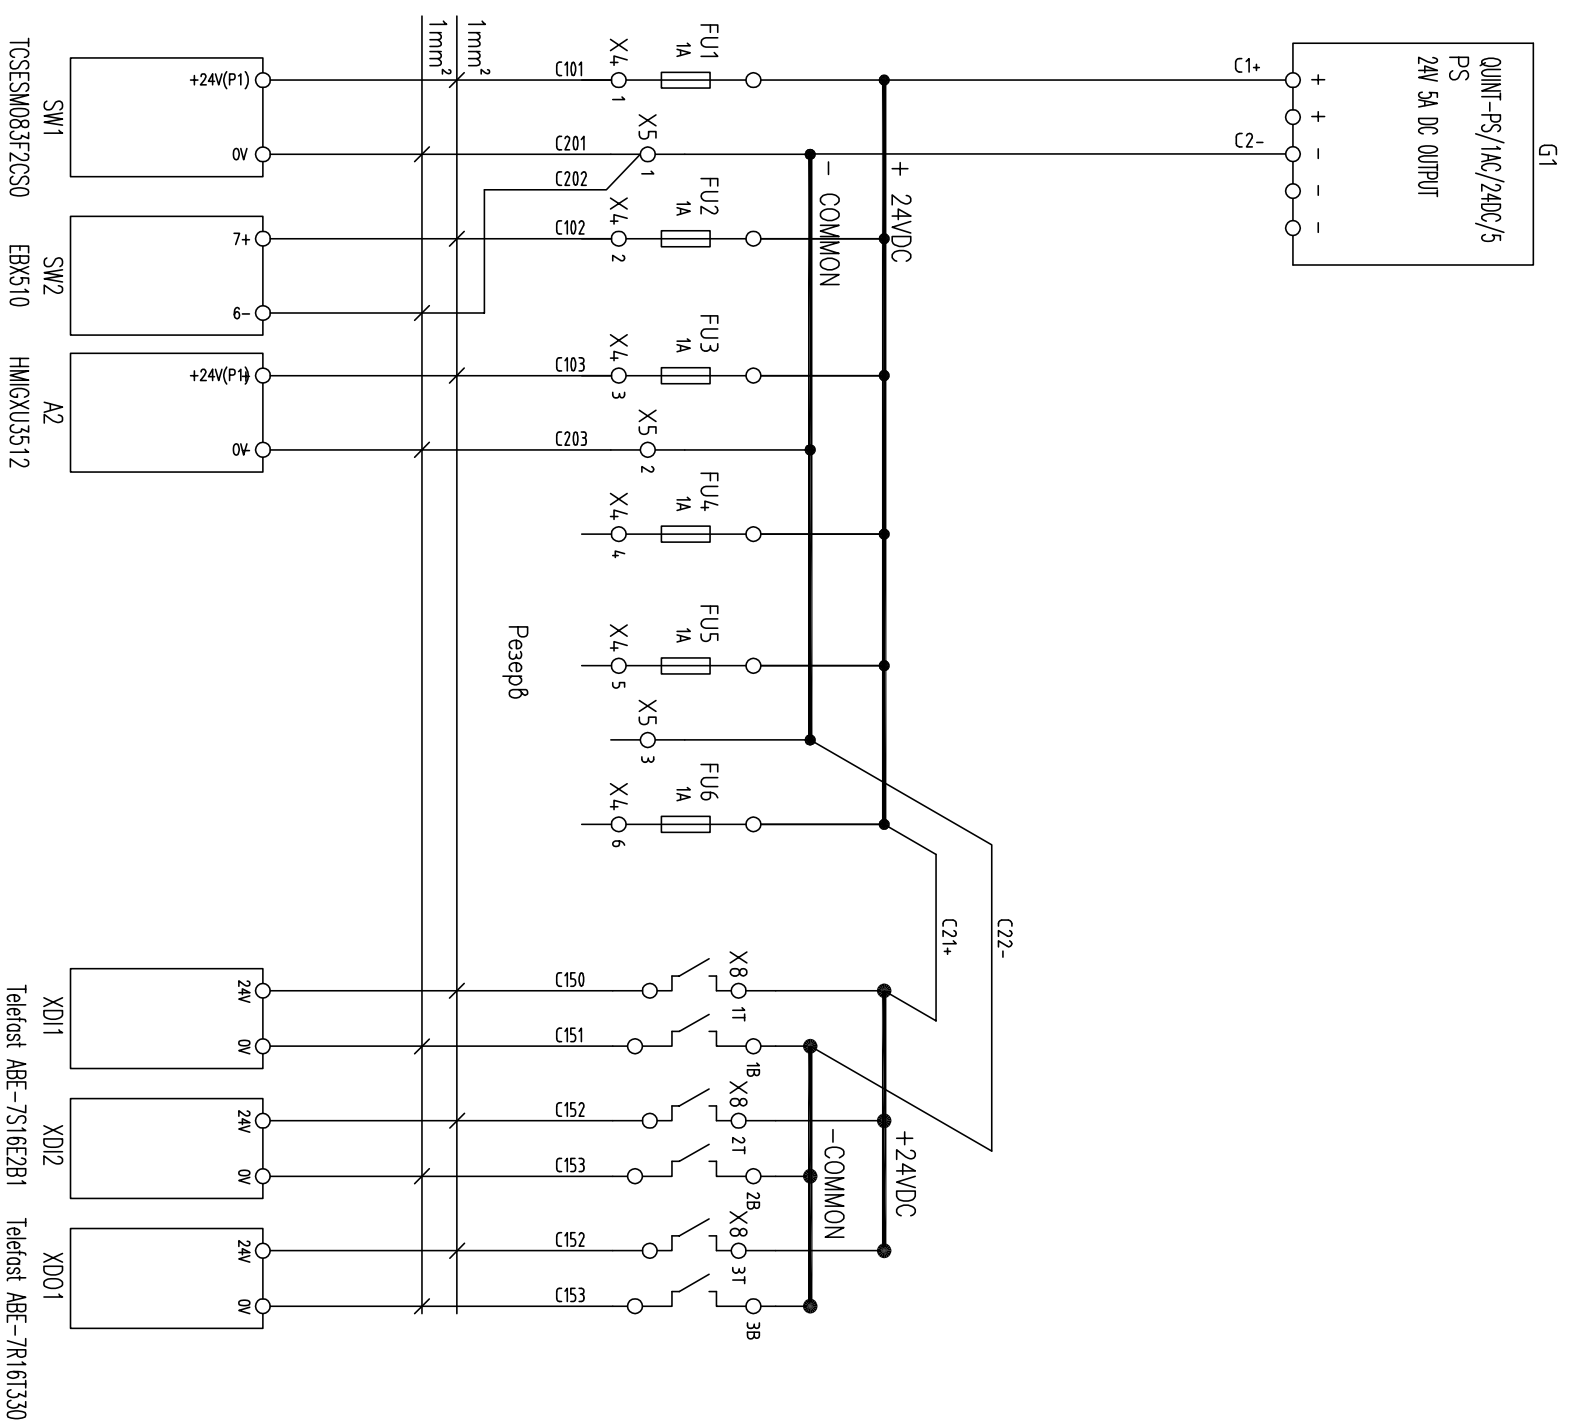 G1
QUINT-PS/1AC/24DC/5
PS
24V 5A DC OUTPUT
+
+
-
-
-
C1+
C2-
+ 24VDC
- COMMON
FU1
1A
X4
1
C101
X5
1
C201
C202
FU2
1A
X4
2
C102
FU3
1A
X4
3
C103
X5
2
C203
FU4
1A
X4
4
FU5
1A
X4
5
X5
3
FU6
1A
X4
6
Резерв
C21+
C22-
+24VDC
-COMMON
X8
1T
C150
1B
C151
X8
2T
C152
2B
C153
X8
3T
C152
3B
C153
1mm²
1mm²
+24V(P1)
0V
SW1
TCSESM083F2CS0
7+
6-
SW2
EBX510
+24V(P1)
0V
A2
HMIGXU3512
24V
0V
XDI1
24V
0V
XDI2
Telefast ABE-7S16E2B1
24V
0V
XDO1
Telefast ABE-7R16T330